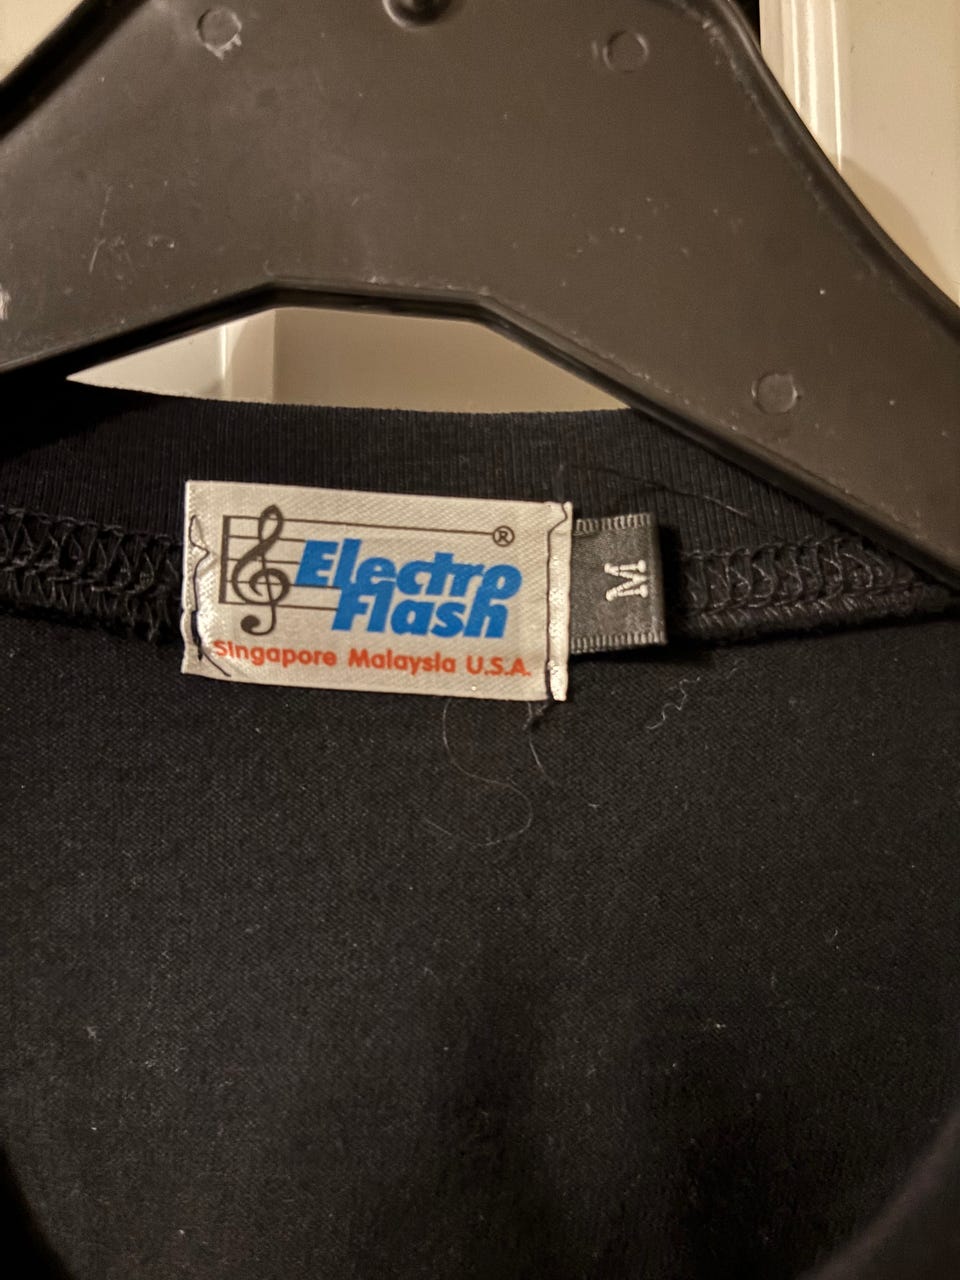 Electro
Flash
®
Singapore Malaysia U.S.A.
M